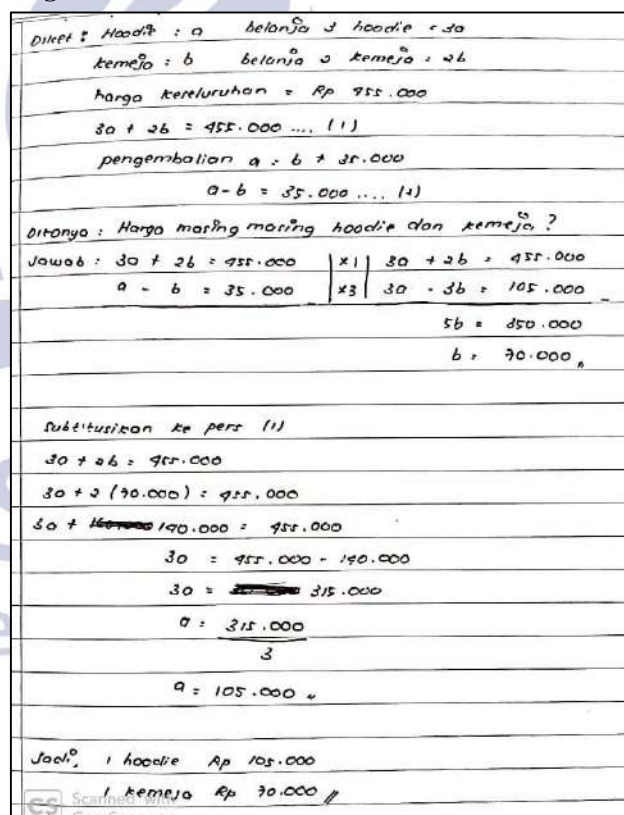 Diket : Hoodie : a belanja 3 hoodie = 3a
kemeja : b belanja 2 kemeja = 2b
harga keseluruhan = Rp 455.000
3a + 2b = 455.000 .... (1)
pengembalian a = b + 35.000
a - b = 35.000 .... (2)
Ditanya : Harga masing masing hoodie dan kemeja ?
Jawab : 3a + 2b = 455.000 | x1 | 3a + 2b = 455.000
a - b = 35.000 | x3 | 3a - 3b = 105.000 -
5b = 350.000
b = 70.000 //
Subtitusikan ke pers (1)
3a + 2b = 455.000
3a + 2 (70.000) = 455.000
3a + 140.000 = 455.000
3a = 455.000 - 140.000
3a = 315.000
a = 315.000
3
a = 105.000 //
Jadi, 1 hoodie Rp 105.000
1 kemeja Rp 70.000 //
CS Scanned with